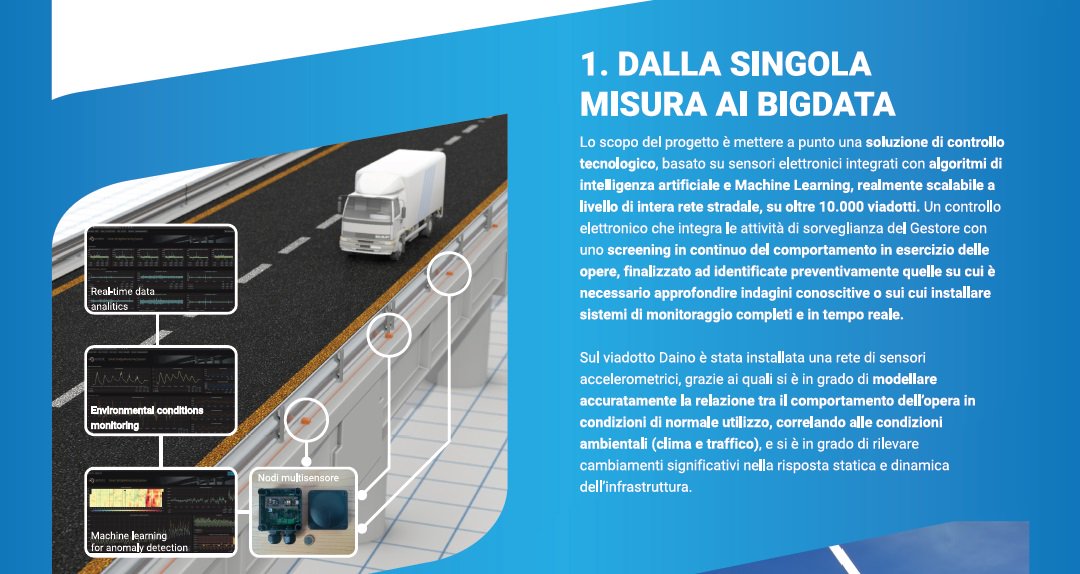 1. DALLA SINGOLA
MISURA AI BIGDATA
Lo scopo del progetto è mettere a punto una soluzione di controllo
tecnologico, basato su sensori elettronici integrati con algoritmi di
intelligenza artificiale e Machine Learning, realmente scalabile a
livello di intera rete stradale, su oltre 10.000 viadotti. Un controllo
elettronico che integra le attività di sorveglianza del Gestore con
uno screening in continuo del comportamento in esercizio delle
opere, finalizzato ad identificate preventivamente quelle su cui è
necessario approfondire indagini conoscitive o sui cui installare
sistemi di monitoraggio completi e in tempo reale.
Sul viadotto Daino è stata installata una rete di sensori
accelerometrici, grazie ai quali si è in grado di modellare
accuratamente la relazione tra il comportamento dell'opera in
condizioni di normale utilizzo, correlando alle condizioni
ambientali (clima e traffico), e si è in grado di rilevare
cambiamenti significativi nella risposta statica e dinamica
dell'infrastruttura.
Real-time data
analitics
Environmental conditions
monitoring
Machine learning
for anomaly detection
Nodi multisensore